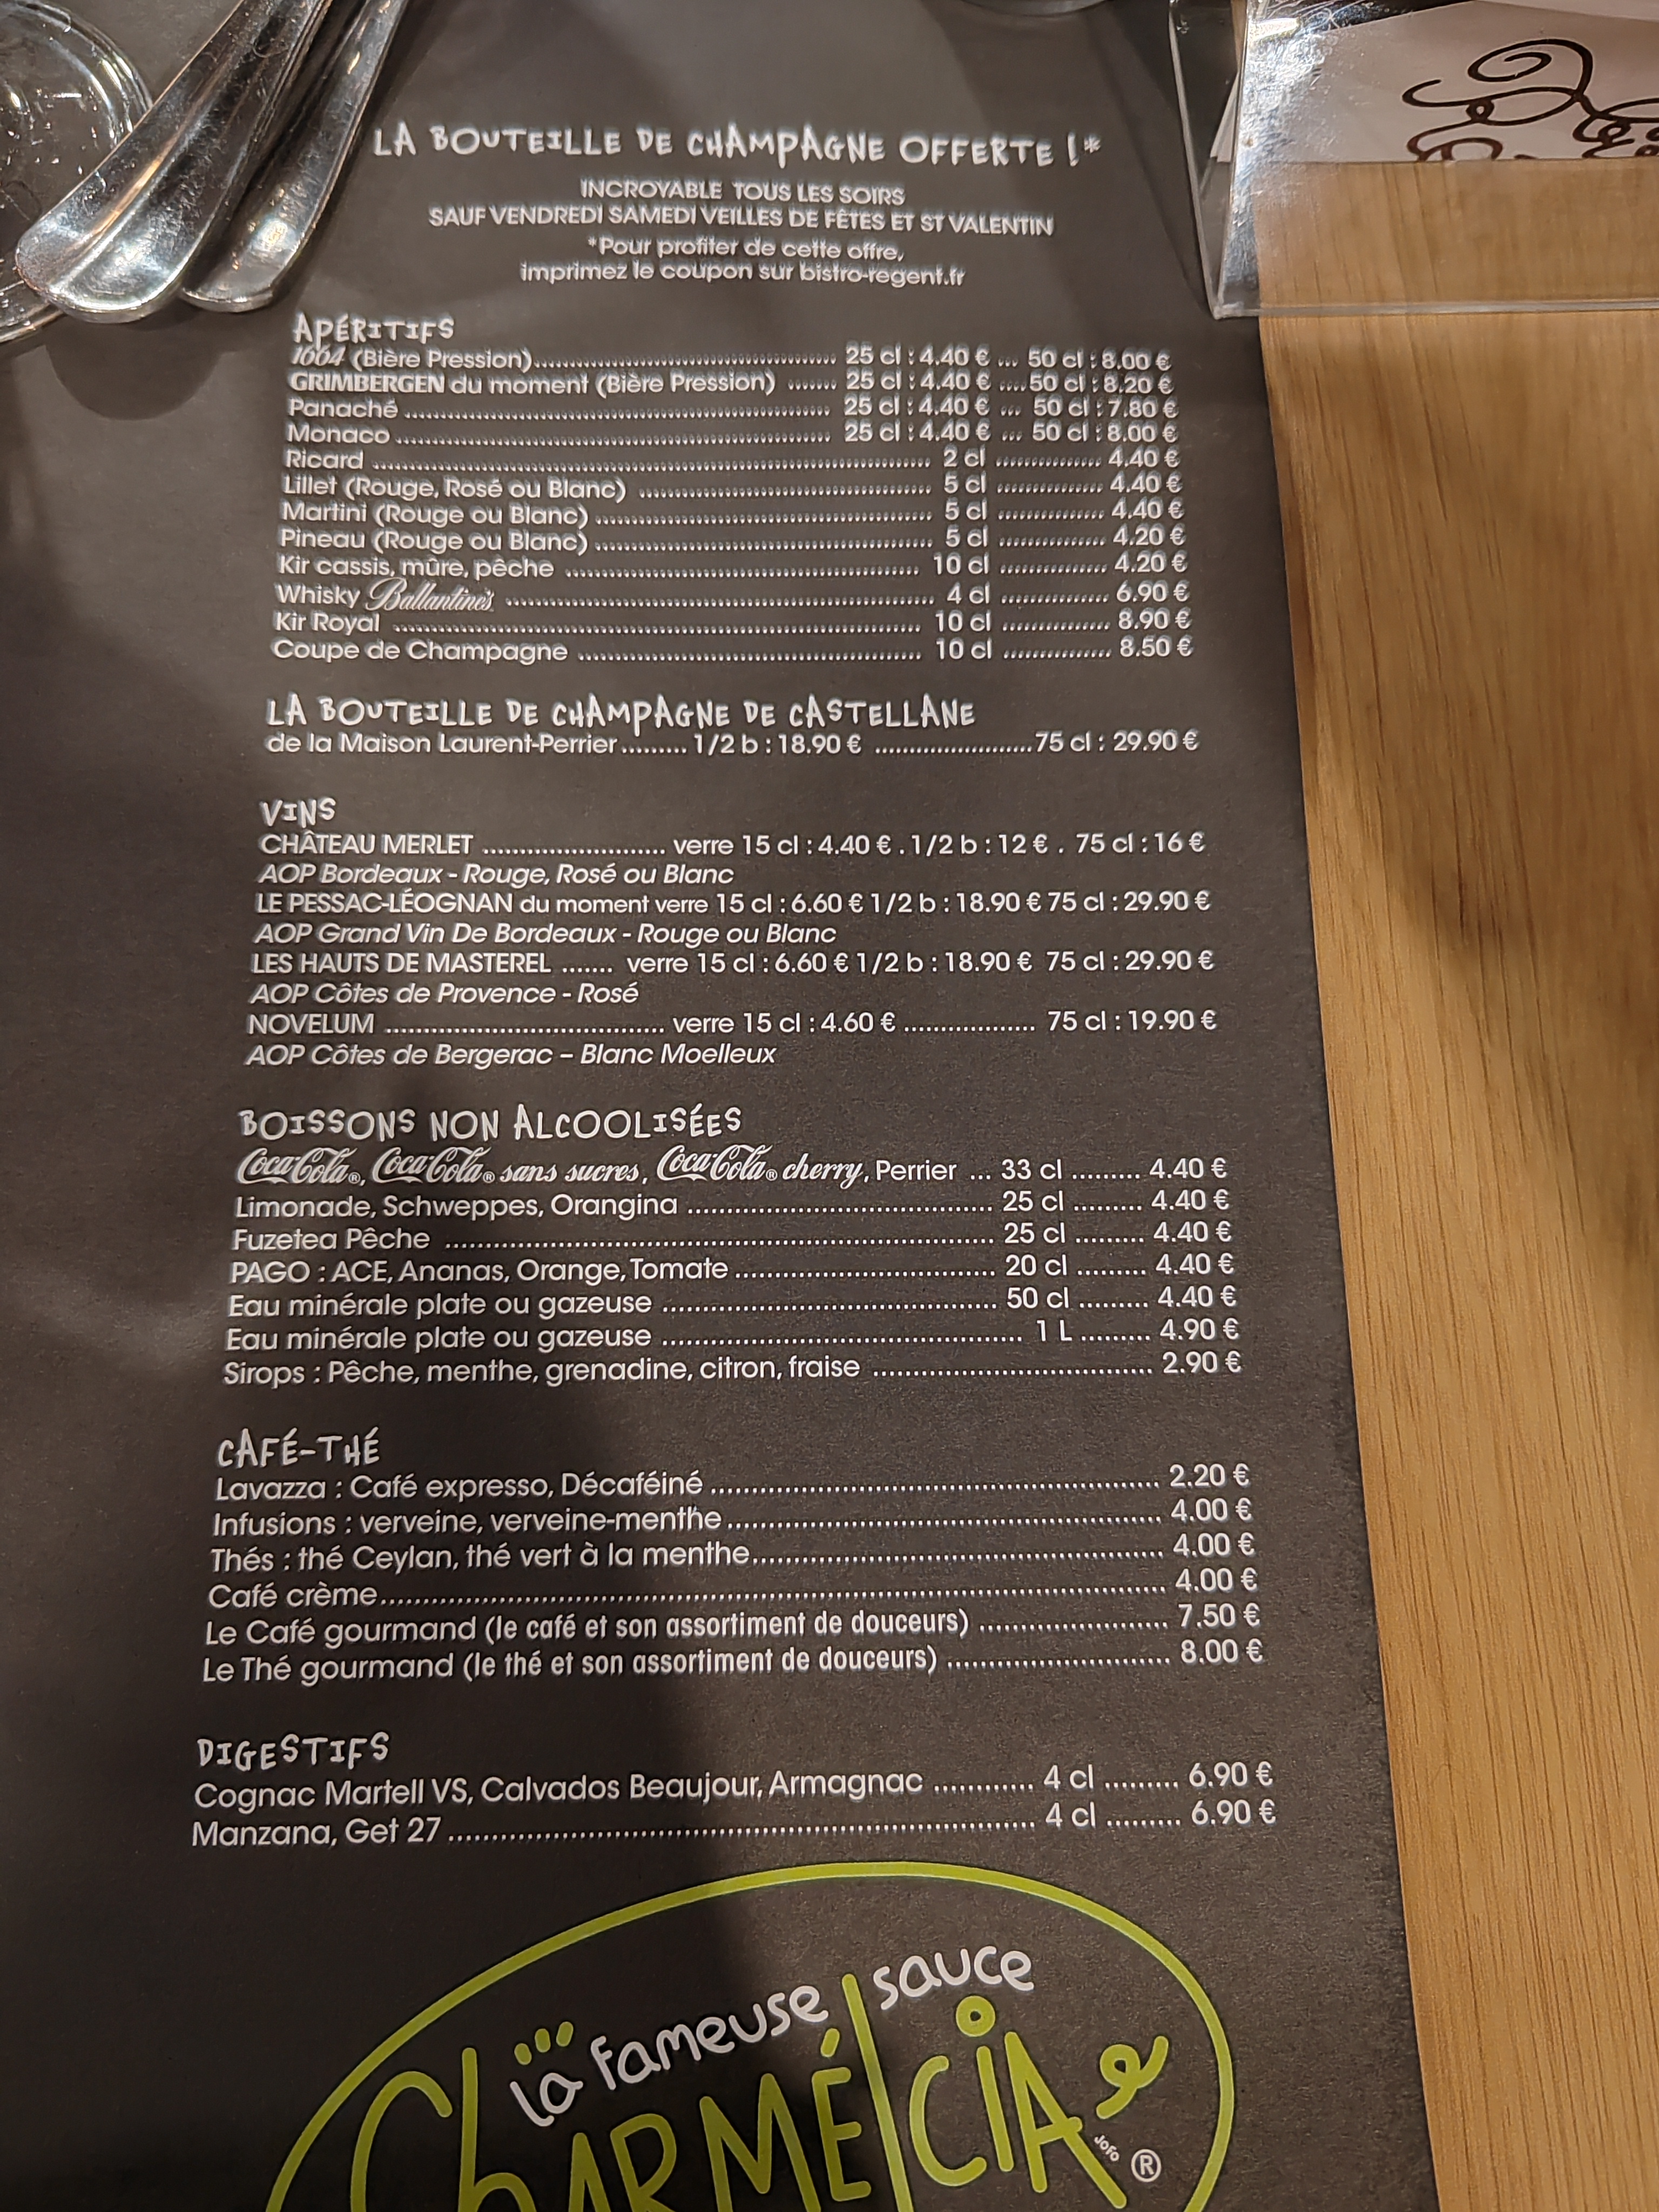 LA BOUTEILLE DE CHAMPAGNE OFFERTE !*
INCROYABLE TOUS LES SOIRS
SAUF VENDREDI SAMEDI VEILLES DE FÊTES ET ST VALENTIN
*Pour profiter de cette offre,
imprimez le coupon sur bistro-regent.fr
APÉRITIFS
1664 (Bière Pression)........ 25 cl : 4.40 € ... 50 cl : 8.00 €
GRIMBERGEN du moment (Bière Pression) ....... 25 cl : 4.40 € .... 50 cl : 8.20 €
Panaché ........ 25 cl : 4.40 € ... 50 cl : 7.80 €
Monaco ........ 25 cl : 4.40 € ... 50 cl : 8.00 €
Ricard ........ 2 cl ........ 4.40 €
Lillet (Rouge, Rosé ou Blanc) ........ 5 cl ........ 4.40 €
Martini (Rouge ou Blanc) ........ 5 cl ........ 4.40 €
Pineau (Rouge ou Blanc) ........ 5 cl ........ 4.20 €
Kir cassis, mûre, pêche ........ 10 cl ........ 4.20 €
Whisky Ballantine's ........ 4 cl ........ 6.90 €
Kir Royal ........ 10 cl ........ 8.90 €
Coupe de Champagne ........ 10 cl ........ 8.50 €
LA BOUTEILLE DE CHAMPAGNE DE CASTELLANE
de la Maison Laurent-Perrier ......... 1/2 b : 18.90 € ........ 75 cl : 29.90 €
VINS
CHÂTEAU MERLET ........ verre 15 cl : 4.40 € . 1/2 b : 12 € . 75 cl : 16 €
AOP Bordeaux - Rouge, Rosé ou Blanc
LE PESSAC-LÉOGNAN du moment verre 15 cl : 6.60 € 1/2 b : 18.90 € 75 cl : 29.90 €
AOP Grand Vin De Bordeaux - Rouge ou Blanc
LES HAUTS DE MASTEREL ....... verre 15 cl : 6.60 € 1/2 b : 18.90 € 75 cl : 29.90 €
AOP Côtes de Provence - Rosé
NOVELUM ........ verre 15 cl : 4.60 € ........ 75 cl : 19.90 €
AOP Côtes de Bergerac – Blanc Moelleux
BOISSONS NON ALCOOLISÉES
Coca-Cola®, Coca-Cola® sans sucres, Coca-Cola® cherry, Perrier ... 33 cl ......... 4.40 €
Limonade, Schweppes, Orangina ........ 25 cl ......... 4.40 €
Fuzetea Pêche ........ 25 cl ......... 4.40 €
PAGO : ACE, Ananas, Orange, Tomate ........ 20 cl ......... 4.40 €
Eau minérale plate ou gazeuse ........ 50 cl ......... 4.40 €
Eau minérale plate ou gazeuse ........ 1 L ......... 4.90 €
Sirops : Pêche, menthe, grenadine, citron, fraise ........ 2.90 €
CAFÉ-THÉ
Lavazza : Café expresso, Décaféiné ........ 2.20 €
Infusions : verveine, verveine-menthe ........ 4.00 €
Thés : thé Ceylan, thé vert à la menthe ........ 4.00 €
Café crème ........ 4.00 €
Le Café gourmand (le café et son assortiment de douceurs) ........ 7.50 €
Le Thé gourmand (le thé et son assortiment de douceurs) ........ 8.00 €
DIGESTIFS
Cognac Martell VS, Calvados Beaujour, Armagnac ........ 4 cl ......... 6.90 €
Manzana, Get 27 ........ 4 cl ......... 6.90 €
la fameuse sauce
CHARMÉLCIA
JOFO ®